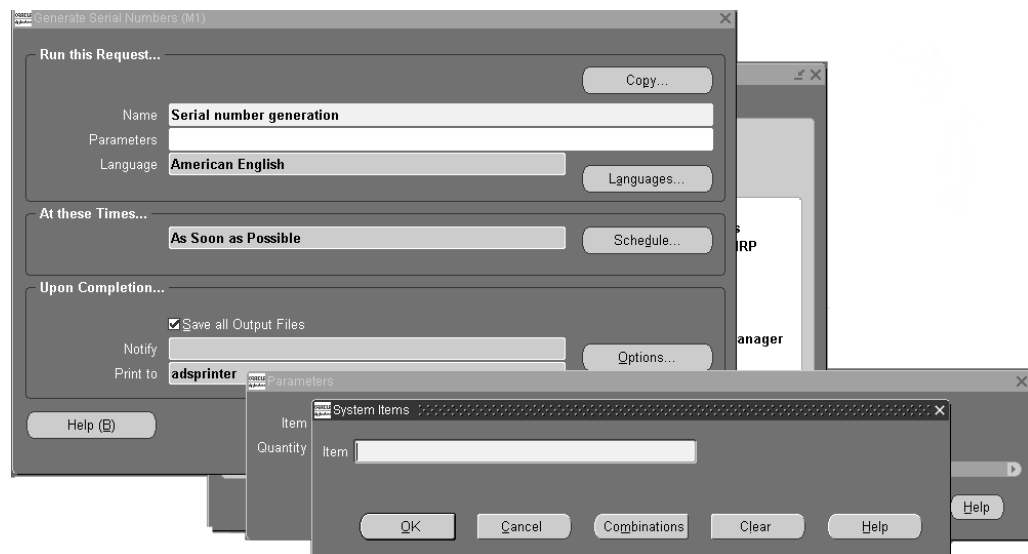 Generate Serial Numbers (M1)
Run this Request...
Copy...
Name Serial number generation
Parameters
Language American English
Languages...
At these Times...
As Soon as Possible
Schedule...
IRP
Upon Completion...
Save all Output Files
Notify
Options...
anager
Print to adsprinter
Parameters
Help (B)
System Items
Item
Quantity
Item
Help
OK Cancel Combinations Clear Help